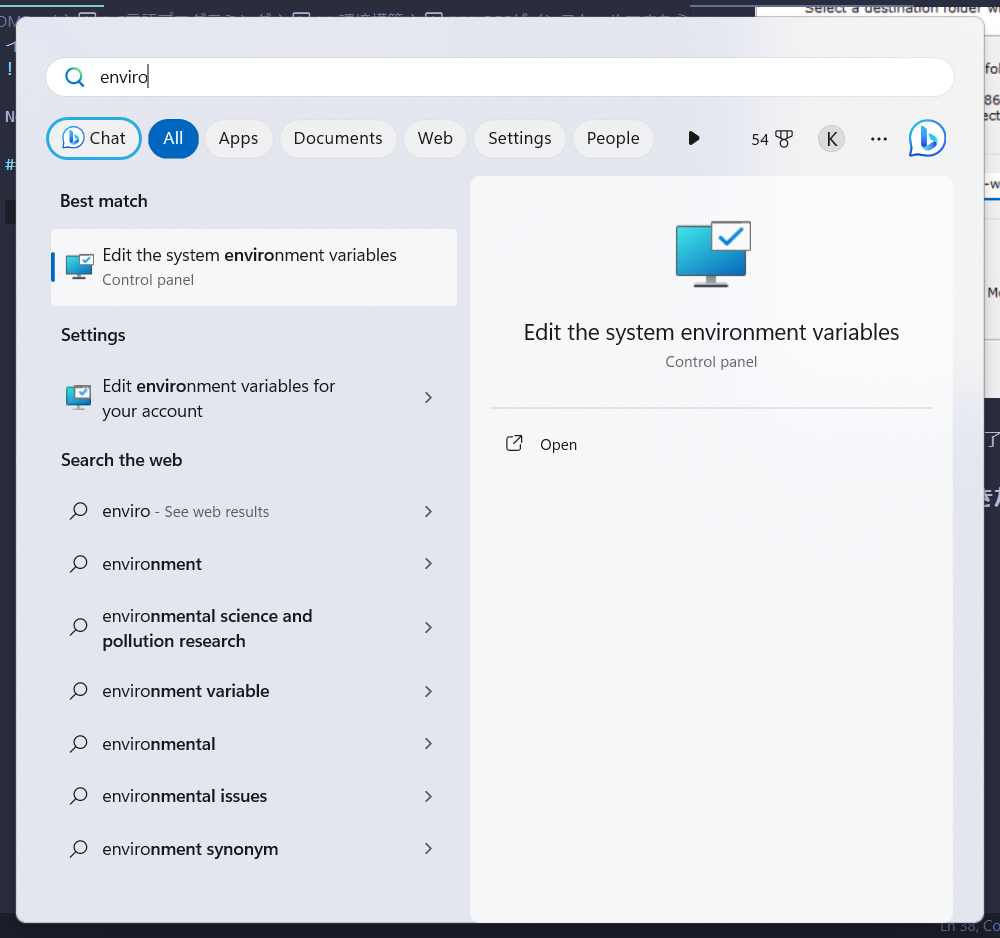 Select a destination folder w
enviro
Chat
All
Apps
Documents
Web
Settings
People
54
K
Best match
Edit the system environment variables
Control panel
Settings
Edit environment variables for
your account
Search the web
enviro - See web results
environment
environmental science and
pollution research
environment variable
environmental
environmental issues
environment synonym
Edit the system environment variables
Control panel
Open
Ln 38, Co